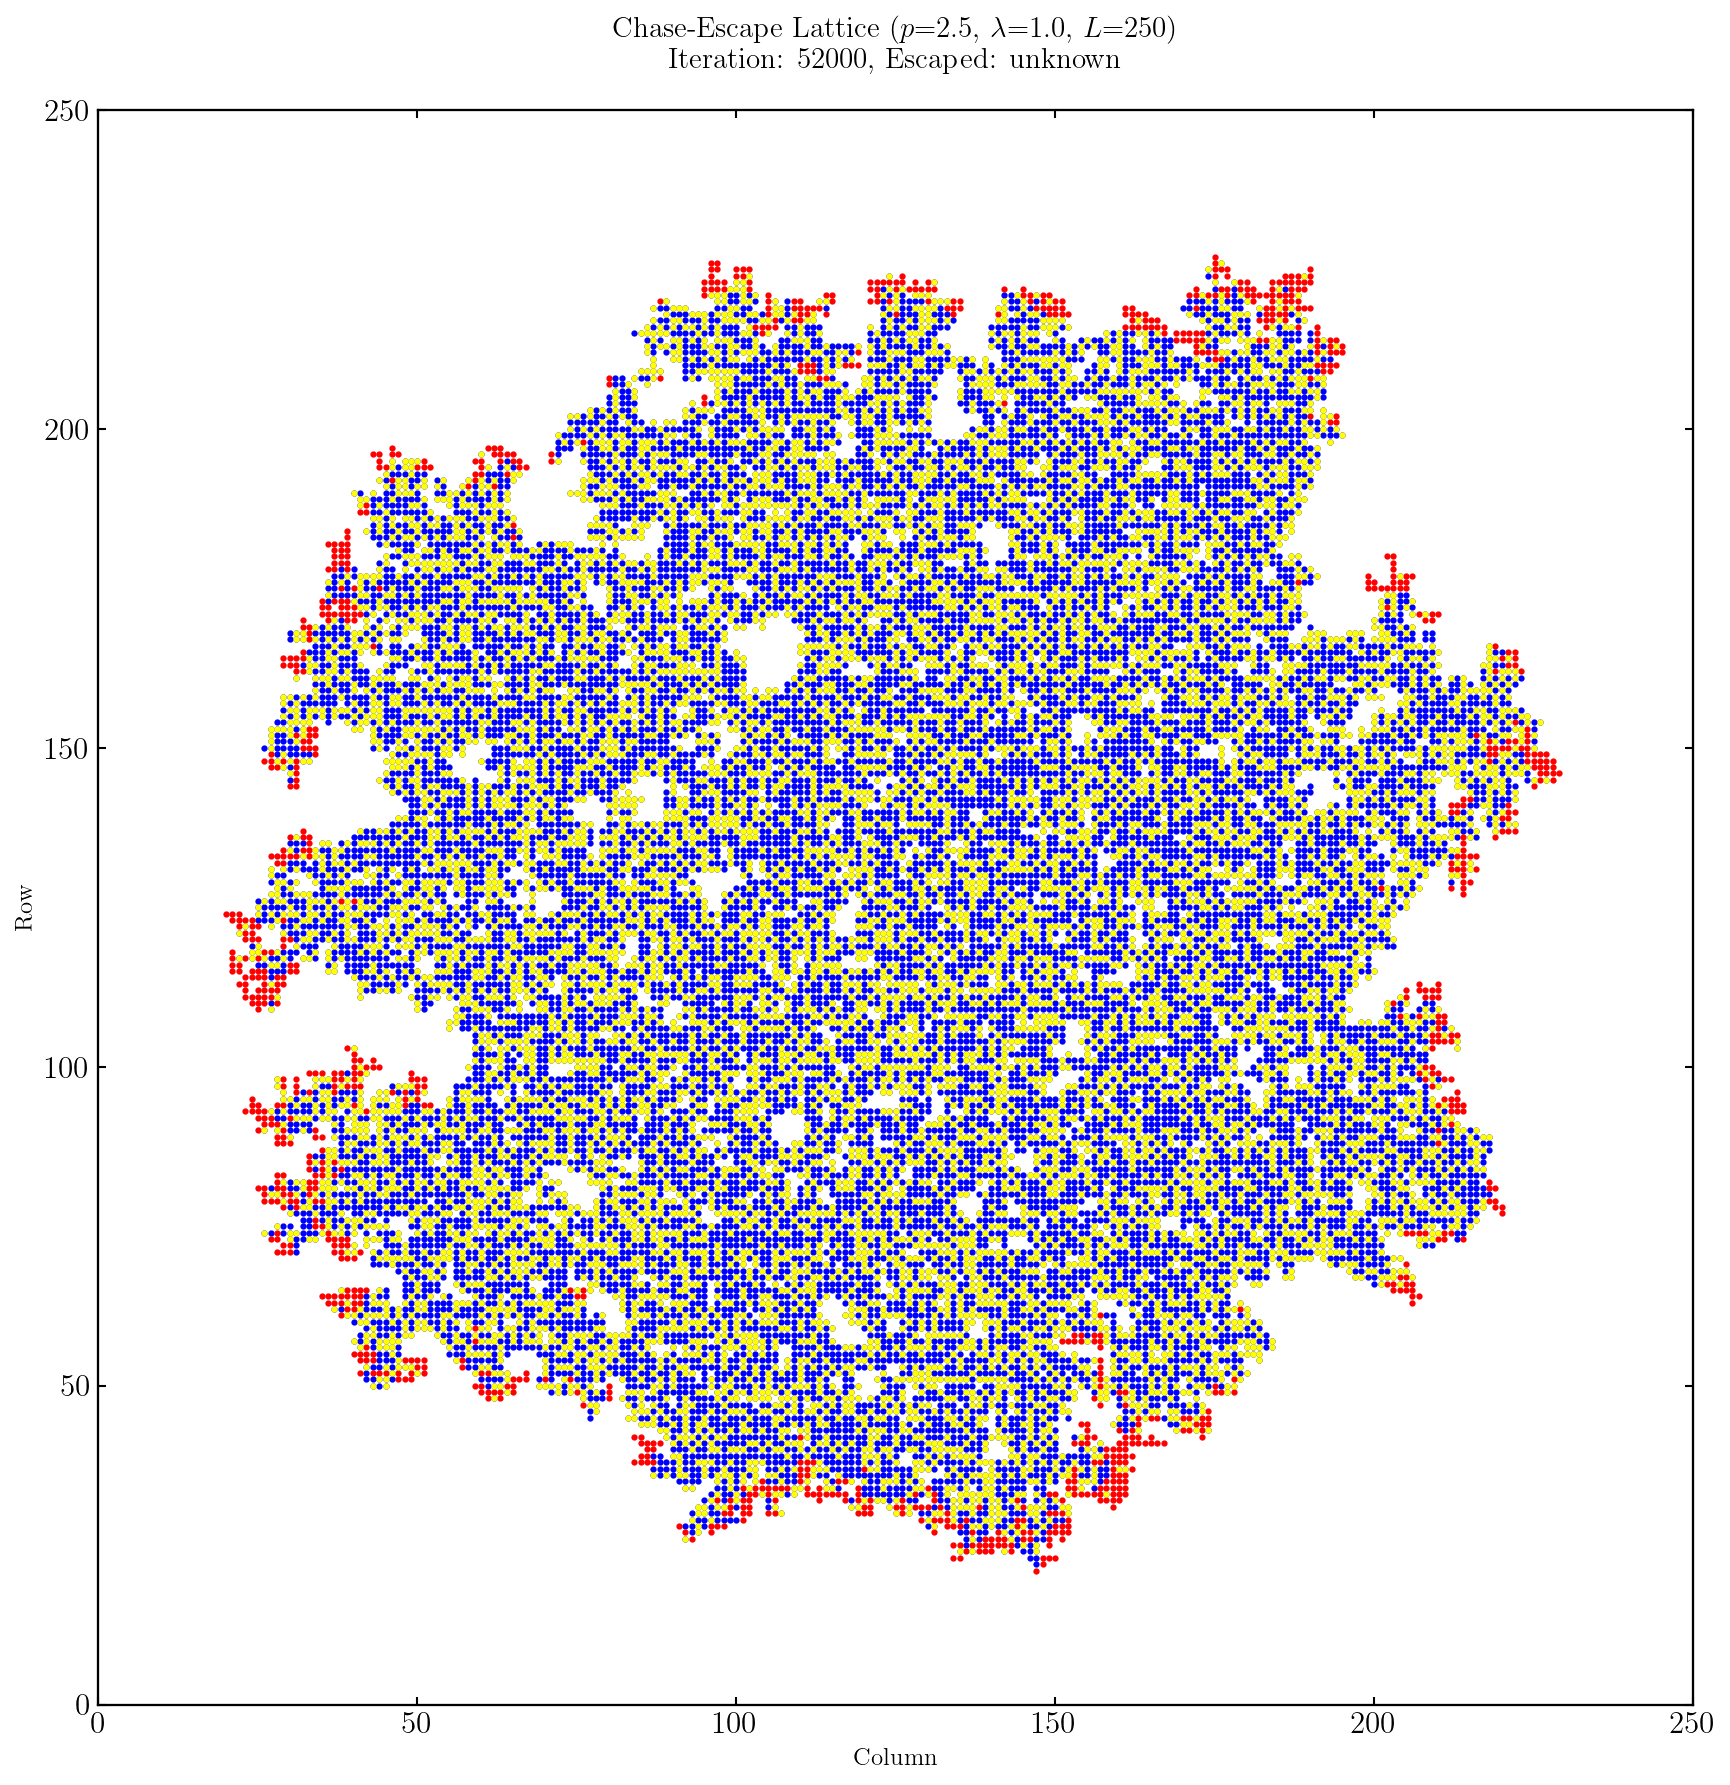 Chase-Escape Lattice (p=2.5, λ=1.0, L=250)
Iteration: 52000, Escaped: unknown
250
200
150
100
50
0
Row
0 50 100 150 200 250
Column